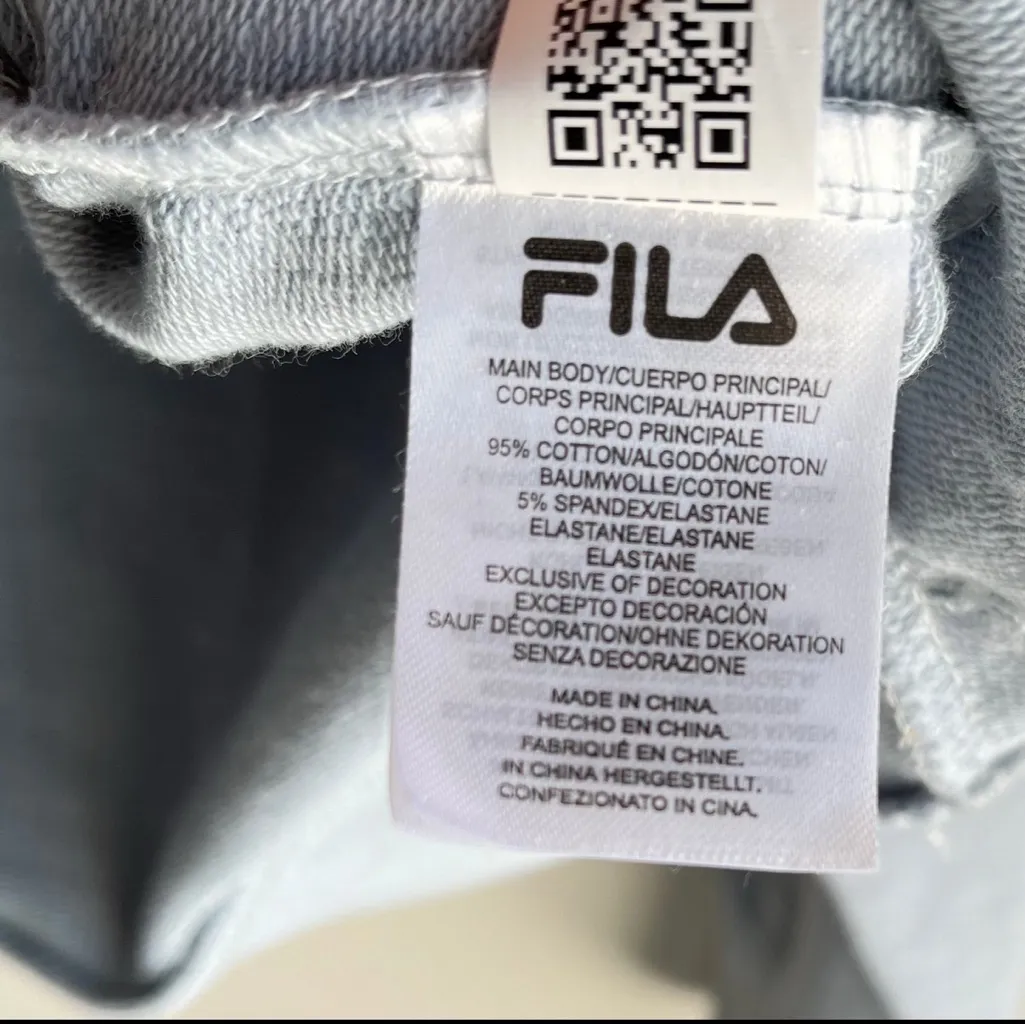 FILA
MAIN BODY/CUERPO PRINCIPAL/
CORPS PRINCIPAL/HAUPTTEIL/
CORPO PRINCIPALE
95% COTTON/ALGODÓN/COTON/
BAUMWOLLE/COTONE
5% SPANDEX/ELASTANE
ELASTANE/ELASTANE
ELASTANE
EXCLUSIVE OF DECORATION
EXCEPTO DECORACIÓN
SAUF DÉCORATION/OHNE DEKORATION
SENZA DECORAZIONE
MADE IN CHINA.
HECHO EN CHINA.
FABRIQUÉ EN CHINE.
IN CHINA HERGESTELLT.
CONFEZIONATO IN CINA.